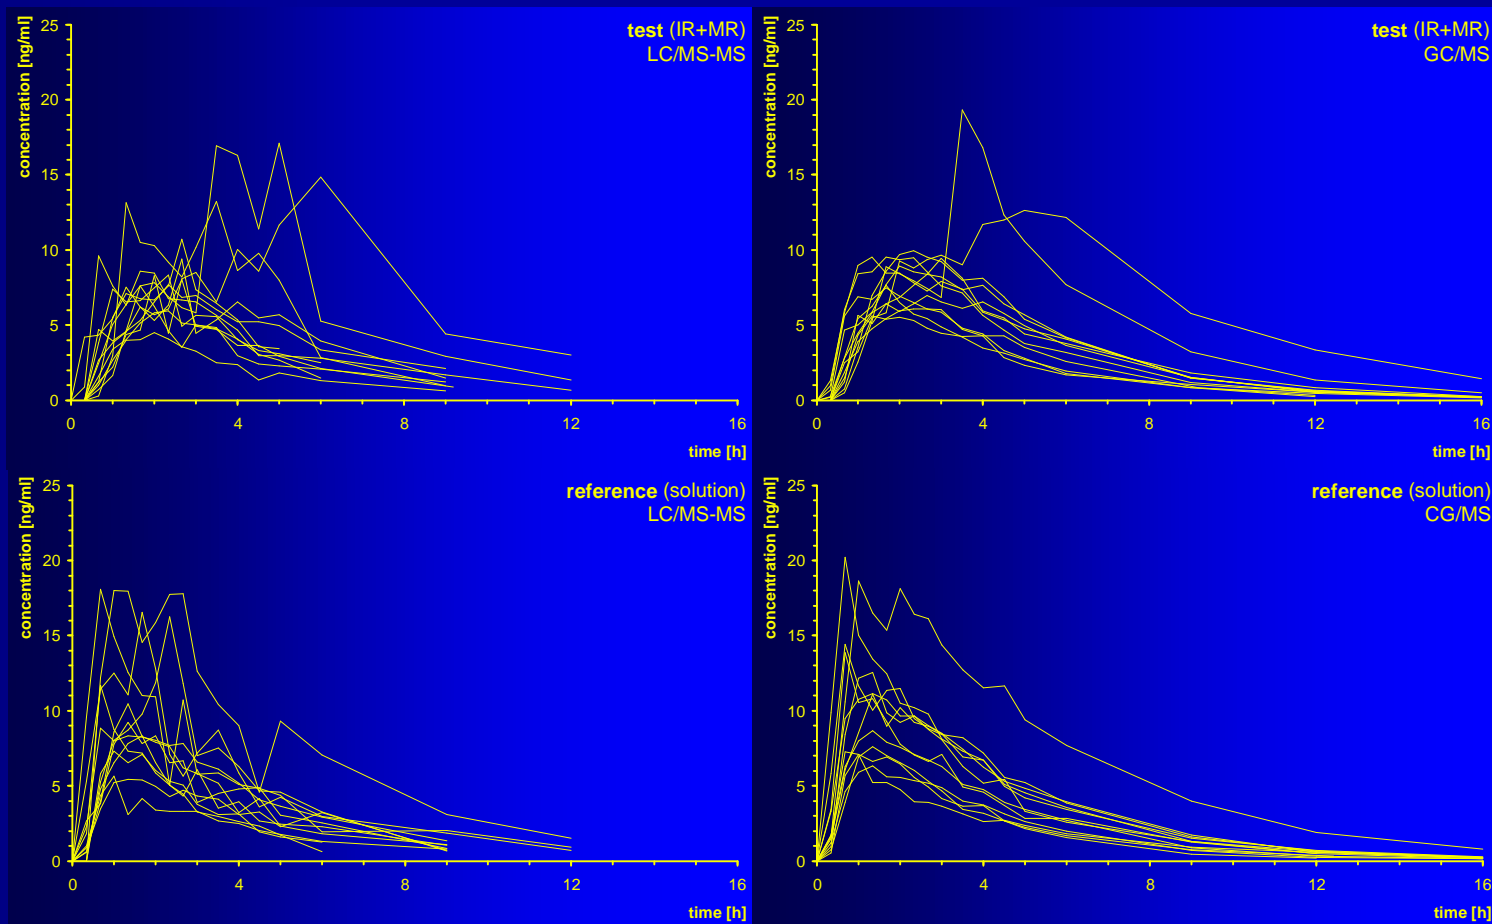 concentration [ng/ml]
25
20
15
10
5
0
test (IR+MR)
LC/MS-MS
0
4
8
12
16
time [h]
concentration [ng/ml]
25
20
15
10
5
0
test (IR+MR)
GC/MS
0
4
8
12
16
time [h]
concentration [ng/ml]
25
20
15
10
5
0
reference (solution)
LC/MS-MS
0
4
8
12
16
time [h]
concentration [ng/ml]
25
20
15
10
5
0
reference (solution)
CG/MS
0
4
8
12
16
time [h]